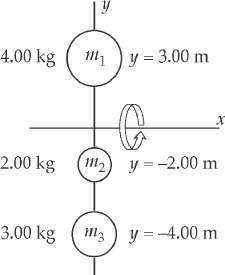 y
4.00 kg m₁ y = 3.00 m
x
2.00 kg m₂ y = –2.00 m
3.00 kg m₃ y = –4.00 m